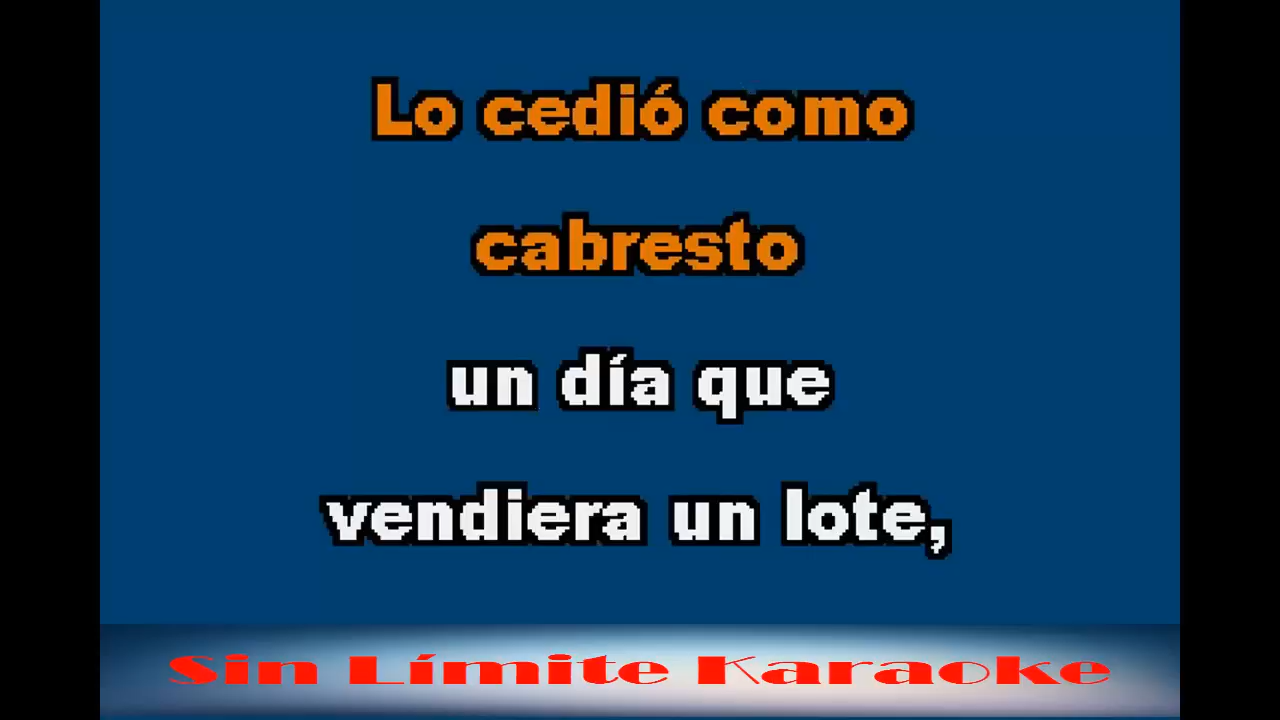 Lo cedió como
cabresto
un día que
vendiera un lote,
Sin Límite Karaoke